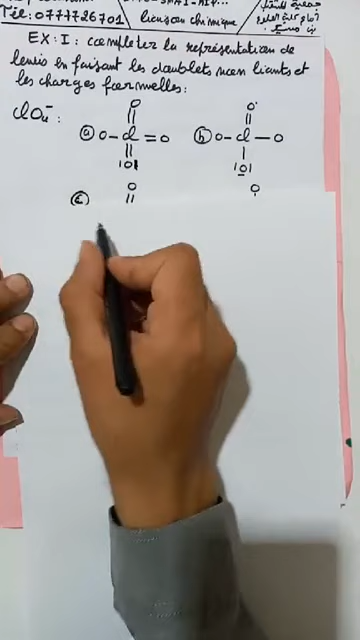 Tél: 0777726701 / liaison chimique
EX: I: completer la représentation de
lewis en faisant les doublets non liants et
les charges formelles:
ClO₄⁻:
O O
ⓐ O–Cl=O ⓑ O–Cl–O
|O| |O|
ⓒ O O